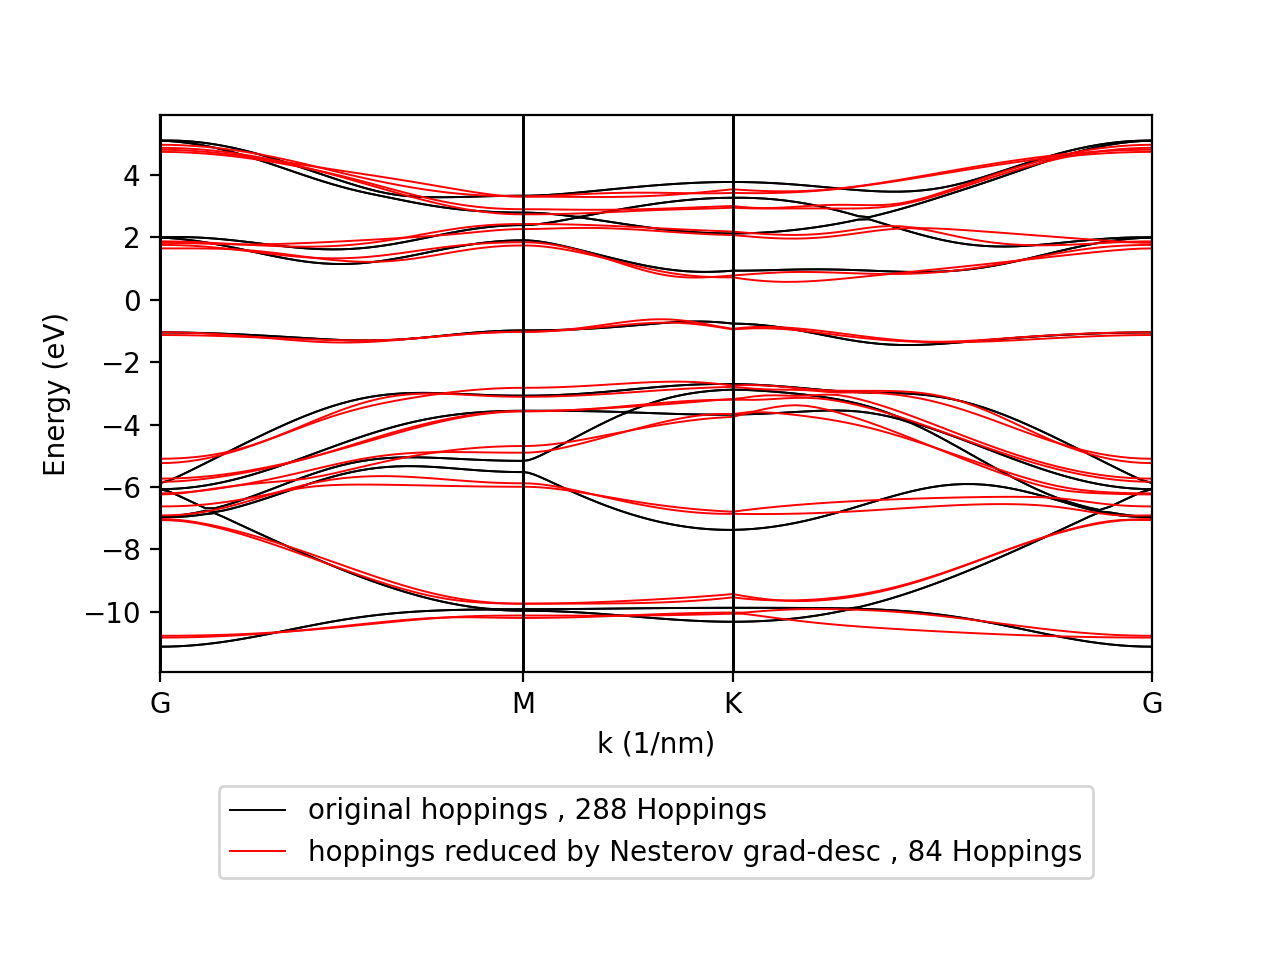 4
2
0
−2
−4
−6
−8
−10
Energy (eV)
G M K G
k (1/nm)
original hoppings , 288 Hoppings
hoppings reduced by Nesterov grad-desc , 84 Hoppings